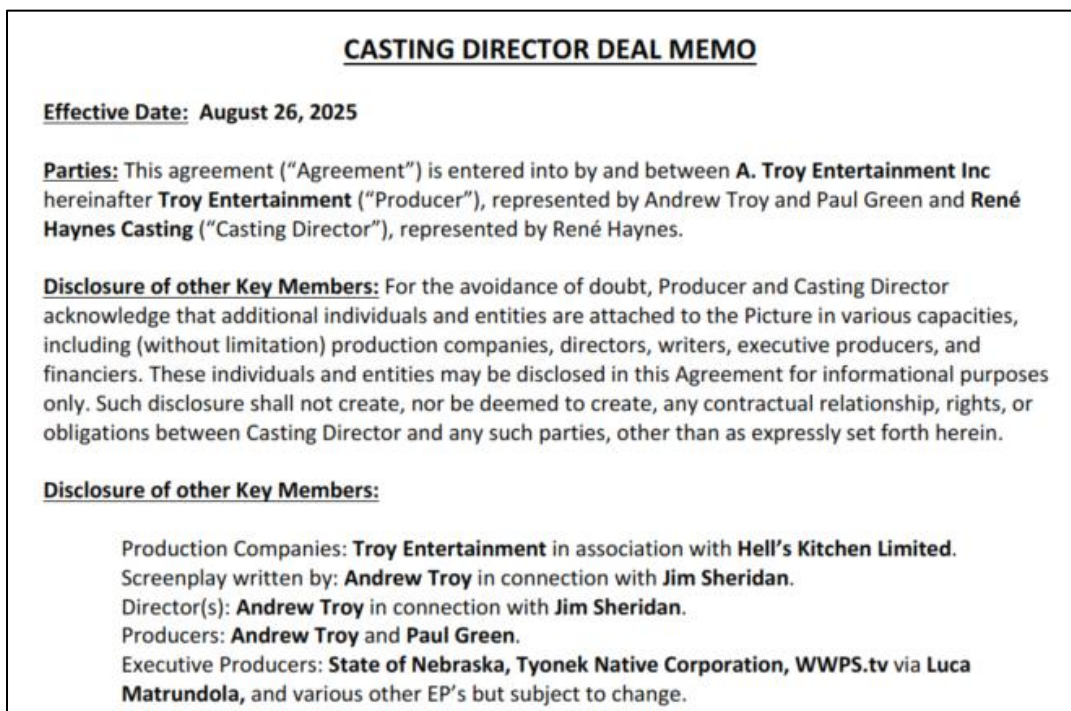 CASTING DIRECTOR DEAL MEMO
Effective Date: August 26, 2025
Parties: This agreement (“Agreement”) is entered into by and between A. Troy Entertainment Inc
hereinafter Troy Entertainment (“Producer”), represented by Andrew Troy and Paul Green and René
Haynes Casting (“Casting Director”), represented by René Haynes.
Disclosure of other Key Members: For the avoidance of doubt, Producer and Casting Director
acknowledge that additional individuals and entities are attached to the Picture in various capacities,
including (without limitation) production companies, directors, writers, executive producers, and
financiers. These individuals and entities may be disclosed in this Agreement for informational purposes
only. Such disclosure shall not create, nor be deemed to create, any contractual relationship, rights, or
obligations between Casting Director and any such parties, other than as expressly set forth herein.
Disclosure of other Key Members:
Production Companies: Troy Entertainment in association with Hell’s Kitchen Limited.
Screenplay written by: Andrew Troy in connection with Jim Sheridan.
Director(s): Andrew Troy in connection with Jim Sheridan.
Producers: Andrew Troy and Paul Green.
Executive Producers: State of Nebraska, Tyonek Native Corporation, WWPS.tv via Luca
Matrundola, and various other EP’s but subject to change.